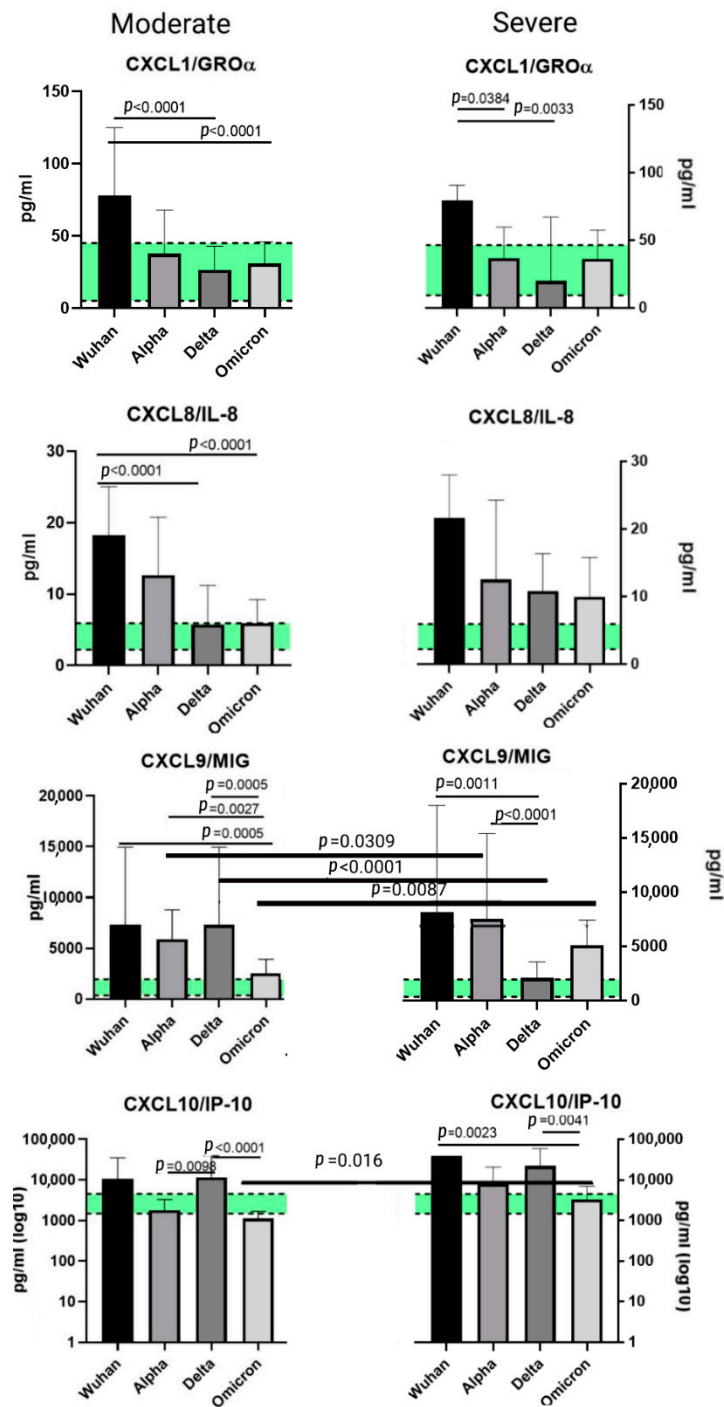 Moderate
Severe
CXCL1/GROα
CXCL1/GROα
150
100
50
0
pg/ml
p<0.0001
p<0.0001
Wuhan
Alpha
Delta
Omicron
p=0.0384
p=0.0033
150
100
50
0
pg/ml
Wuhan
Alpha
Delta
Omicron
CXCL8/IL-8
CXCL8/IL-8
30
20
10
0
pg/ml
p<0.0001
p<0.0001
Wuhan
Alpha
Delta
Omicron
30
20
10
0
pg/ml
Wuhan
Alpha
Delta
Omicron
CXCL9/MIG
CXCL9/MIG
20,000
15,000
10,000
5000
0
pg/ml
p=0.0005
p=0.0027
p=0.0005
p=0.0309
p<0.0001
p=0.0087
Wuhan
Alpha
Delta
Omicron
p=0.0011
p<0.0001
20,000
15,000
10,000
5000
0
pg/ml
Wuhan
Alpha
Delta
Omicron
CXCL10/IP-10
CXCL10/IP-10
100,000
10,000
1000
100
10
1
pg/ml (log10)
p<0.0001
p=0.0098
p=0.016
Wuhan
Alpha
Delta
Omicron
p=0.0041
p=0.0023
100,000
10,000
1000
100
10
1
pg/ml (log10)
Wuhan
Alpha
Delta
Omicron